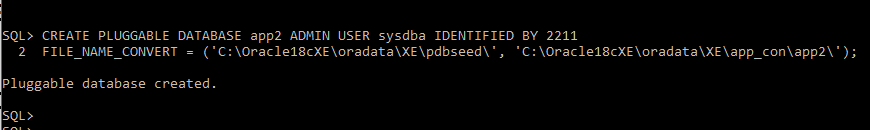 SQL> CREATE PLUGGABLE DATABASE app2 ADMIN USER sysdba IDENTIFIED BY 2211
2 FILE_NAME_CONVERT = ('C:\Oracle18cXE\oradata\XE\pdbseed\', 'C:\Oracle18cXE\oradata\XE\app_con\app2\');
Pluggable database created.
SQL>
SQL>